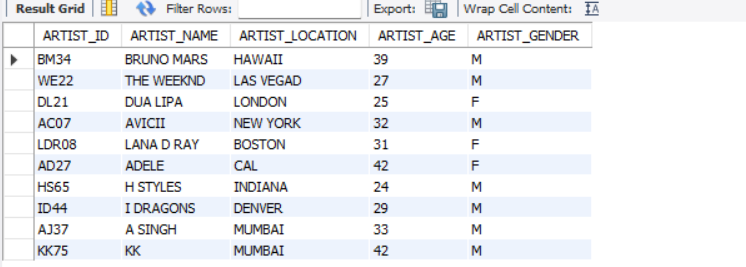 Result Grid Filter Rows: Export: Wrap Cell Content: IA
ARTIST_ID ARTIST_NAME ARTIST_LOCATION ARTIST_AGE ARTIST_GENDER
BM34 BRUNO MARS HAWAII 39 M
WE22 THE WEEKND LAS VEGAD 27 M
DL21 DUA LIPA LONDON 25 F
AC07 AVICII NEW YORK 32 M
LDR08 LANA D RAY BOSTON 31 F
AD27 ADELE CAL 42 F
HS65 H STYLES INDIANA 24 M
ID44 I DRAGONS DENVER 29 M
AJ37 A SINGH MUMBAI 33 M
KK75 KK MUMBAI 42 M